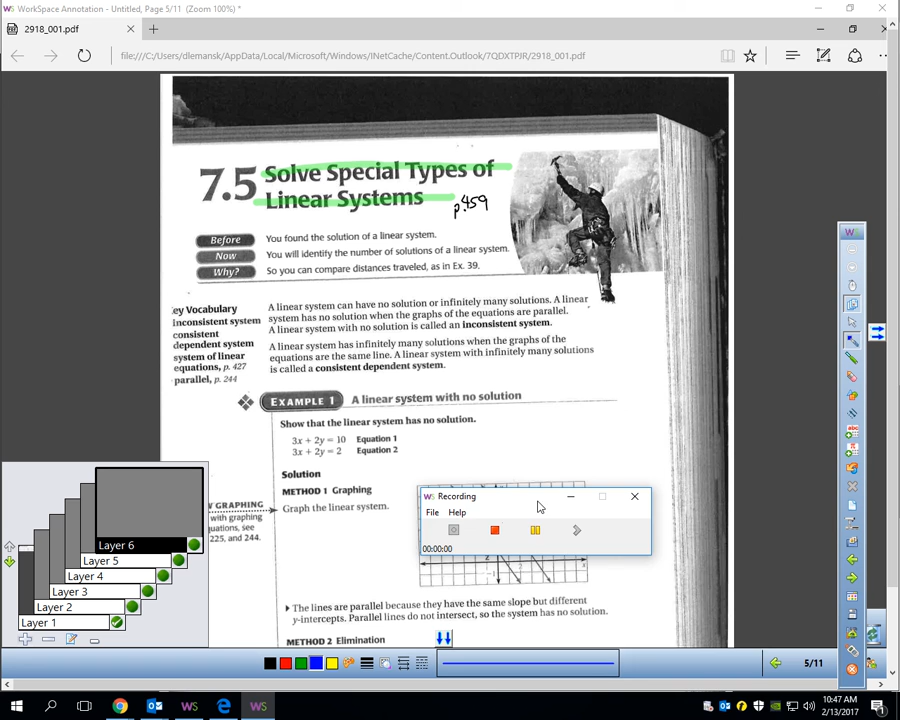 WorkSpace Annotation - Untitled, Page 5/11 (Zoom 100%) *
2918_001.pdf
file:///C:/Users/dlemansk/AppData/Local/Microsoft/Windows/INetCache/Content.Outlook/7QDXTPJR/2918_001.pdf
7.5 Solve Special Types of
Linear Systems
p.459
Before You found the solution of a linear system.
Now You will identify the number of solutions of a linear system.
Why? So you can compare distances traveled, as in Ex. 39.
ey Vocabulary
inconsistent system
consistent
dependent system
system of linear
equations, p. 427
parallel, p. 244
A linear system can have no solution or infinitely many solutions. A linear
system has no solution when the graphs of the equations are parallel.
A linear system with no solution is called an inconsistent system.
A linear system has infinitely many solutions when the graphs of the
equations are the same line. A linear system with infinitely many solutions
is called a consistent dependent system.
EXAMPLE 1 A linear system with no solution
Show that the linear system has no solution.
3x + 2y = 10 Equation 1
3x + 2y = 2 Equation 2
Solution
METHOD 1 Graphing
Graph the linear system.
GRAPHING
with graphing
uations, see
225, and 244.
WS Recording
File Help
00:00:00
The lines are parallel because they have the same slope but different
y-intercepts. Parallel lines do not intersect, so the system has no solution.
METHOD 2 Elimination
Layer 6
Layer 5
Layer 4
Layer 3
Layer 2
Layer 1
5/11
10:47 AM
2/13/2017